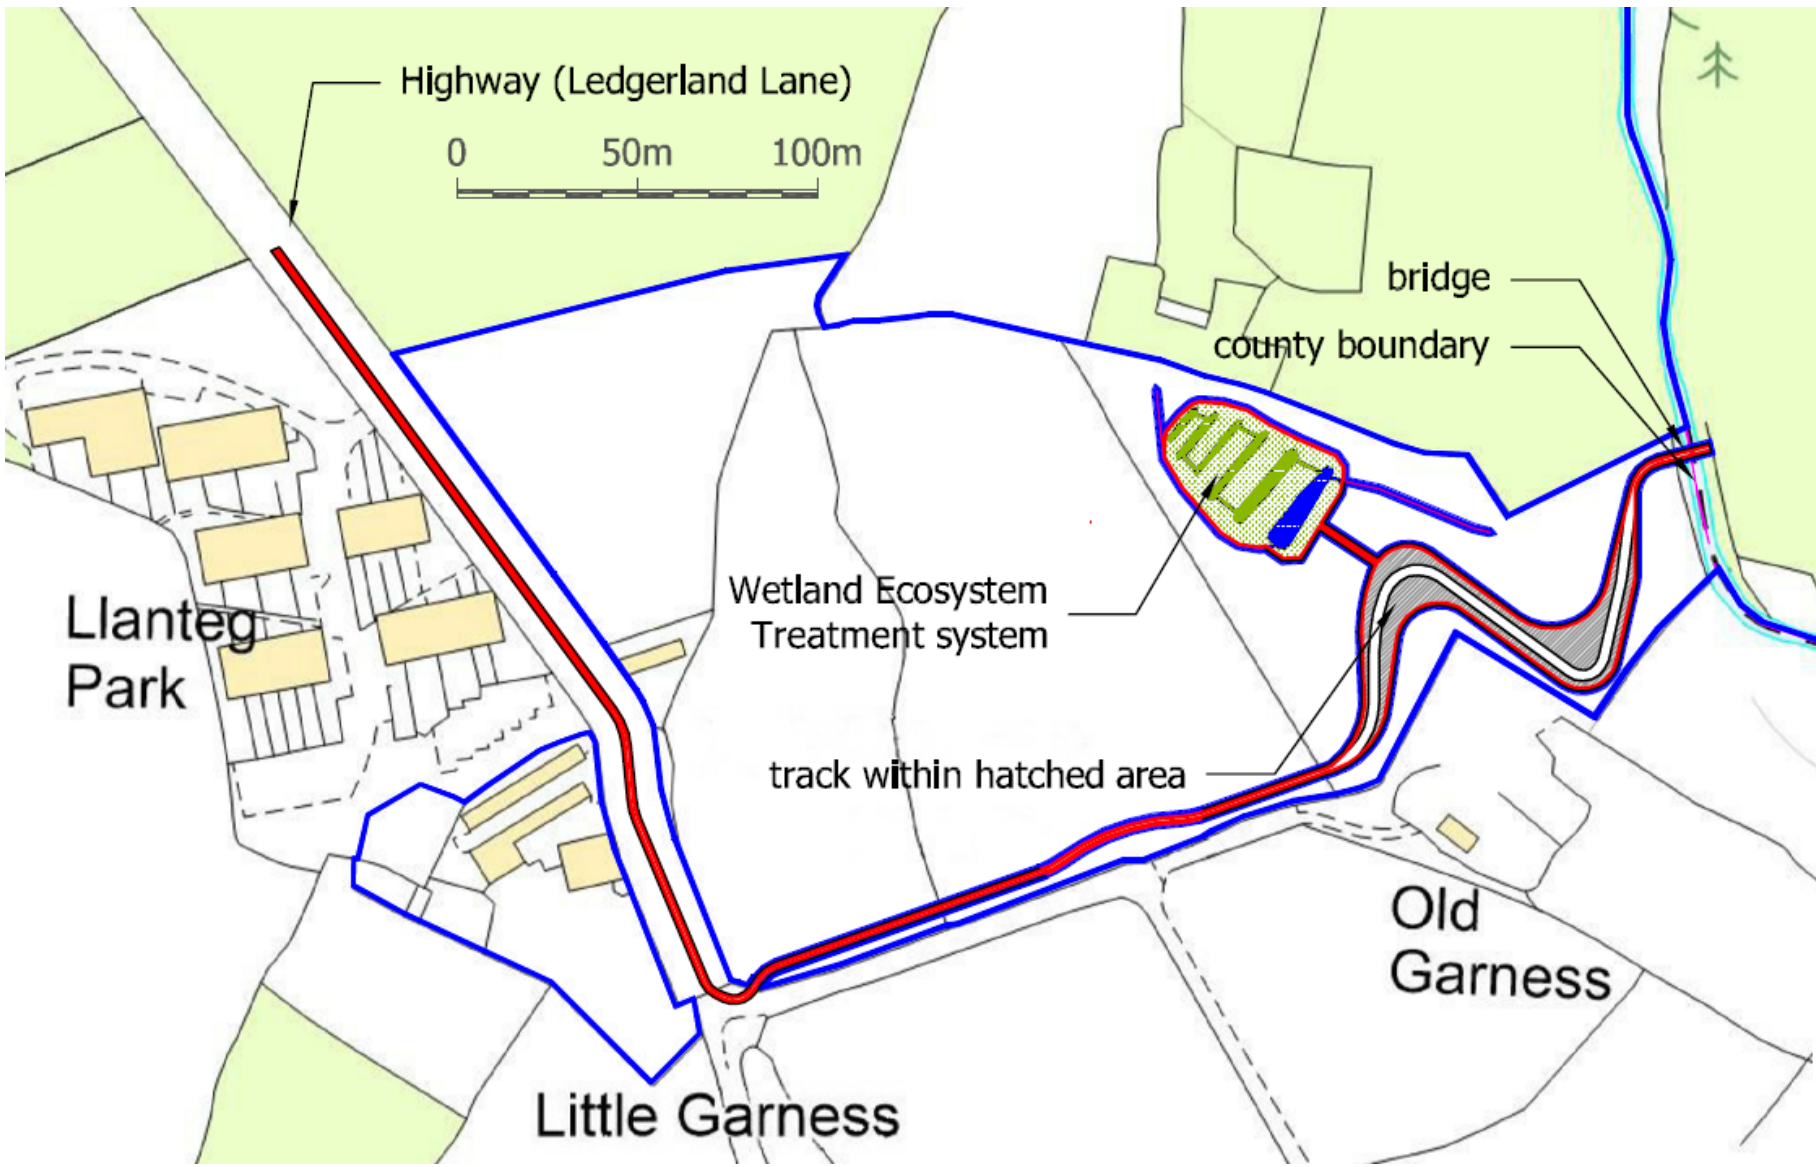 Highway (Ledgerland Lane)
0 50m 100m
bridge
county boundary
Wetland Ecosystem
Treatment system
Llanteg
Park
track within hatched area
Old
Garness
Little Garness